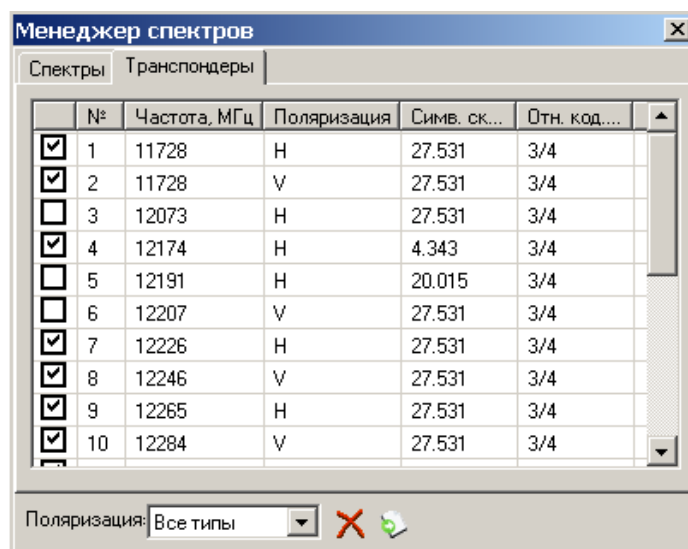 Менеджер спектров
Спектры Транспондеры
№ Частота, МГц Поляризация Симв. ск... Отн. код....
1 11728 H 27.531 3/4
2 11728 V 27.531 3/4
3 12073 H 27.531 3/4
4 12174 H 4.343 3/4
5 12191 H 20.015 3/4
6 12207 V 27.531 3/4
7 12226 H 27.531 3/4
8 12246 V 27.531 3/4
9 12265 H 27.531 3/4
10 12284 V 27.531 3/4
Поляризация: Все типы